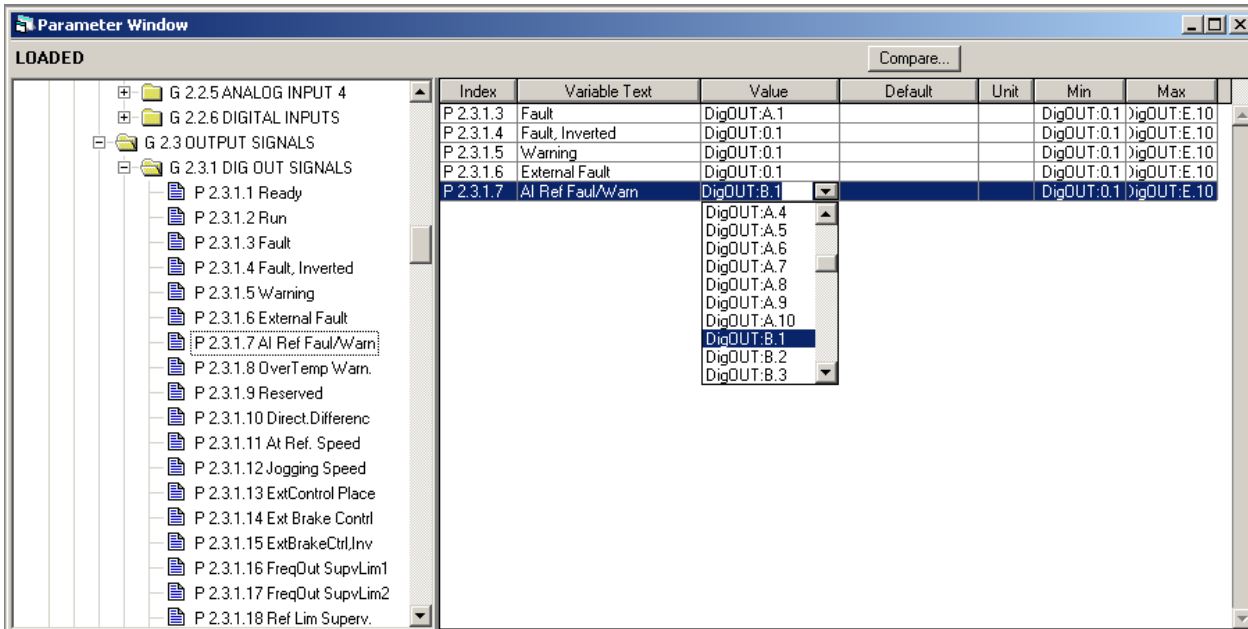 Parameter Window
LOADED
Compare...
G 2.2.5 ANALOG INPUT 4
G 2.2.6 DIGITAL INPUTS
G 2.3 OUTPUT SIGNALS
G 2.3.1 DIG OUT SIGNALS
P 2.3.1.1 Ready
P 2.3.1.2 Run
P 2.3.1.3 Fault
P 2.3.1.4 Fault, Inverted
P 2.3.1.5 Warning
P 2.3.1.6 External Fault
P 2.3.1.7 AI Ref Faul/Warn
P 2.3.1.8 OverTemp Warn.
P 2.3.1.9 Reserved
P 2.3.1.10 Direct.Differenc
P 2.3.1.11 At Ref. Speed
P 2.3.1.12 Jogging Speed
P 2.3.1.13 ExtControl Place
P 2.3.1.14 Ext Brake Contrl
P 2.3.1.15 ExtBrakeCtrl,Inv
P 2.3.1.16 FreqOut SupvLim1
P 2.3.1.17 FreqOut SupvLim2
P 2.3.1.18 Ref Lim Superv.
Index Variable Text Value Default Unit Min Max
P 2.3.1.3 Fault DigOUT:A.1 DigOUT:0.1 DigOUT:E.10
P 2.3.1.4 Fault, Inverted DigOUT:0.1 DigOUT:0.1 DigOUT:E.10
P 2.3.1.5 Warning DigOUT:0.1 DigOUT:0.1 DigOUT:E.10
P 2.3.1.6 External Fault DigOUT:0.1 DigOUT:0.1 DigOUT:E.10
P 2.3.1.7 AI Ref Faul/Warn DigOUT:B.1 DigOUT:0.1 DigOUT:E.10
DigOUT:A.4
DigOUT:A.5
DigOUT:A.6
DigOUT:A.7
DigOUT:A.8
DigOUT:A.9
DigOUT:A.10
DigOUT:B.1
DigOUT:B.2
DigOUT:B.3